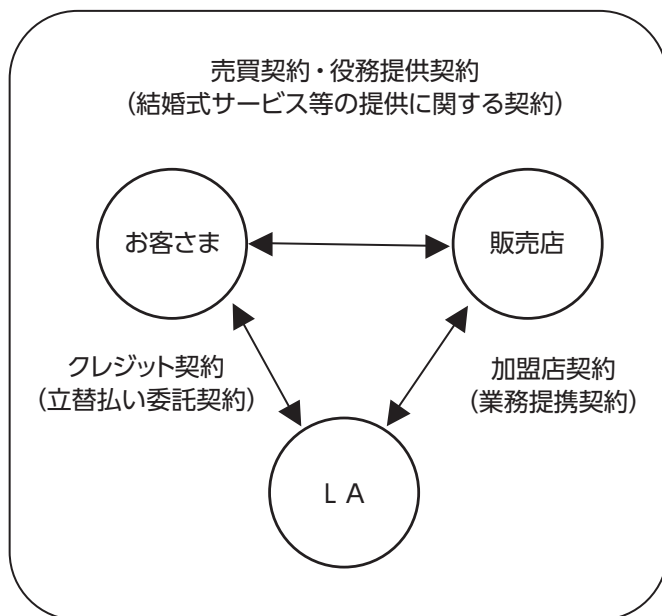 売買契約・役務提供契約
（結婚式サービス等の提供に関する契約）
お客さま
販売店
クレジット契約
（立替払い委託契約）
加盟店契約
（業務提携契約）
ＬＡ